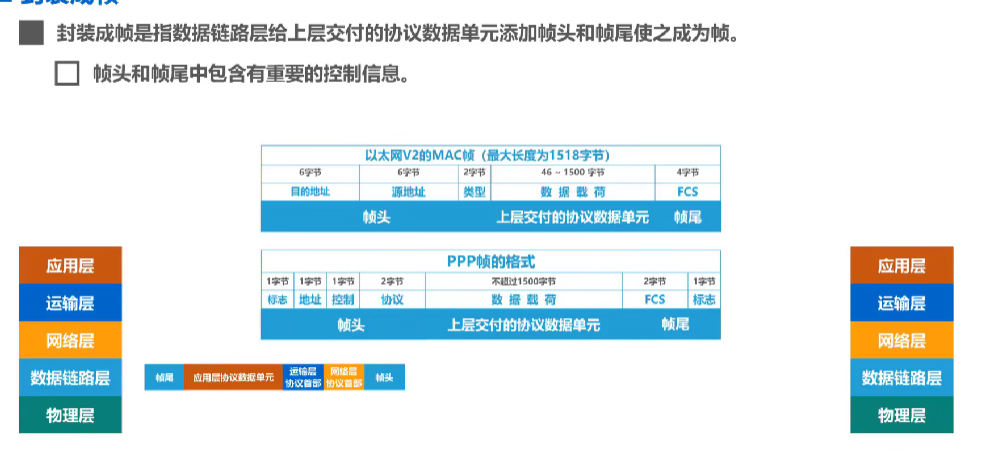 封装成帧是指数据链路层给上层交付的协议数据单元添加帧头和帧尾使之成为帧。
帧头和帧尾中包含有重要的控制信息。
以太网V2的MAC帧（最大长度为1518字节）
6字节 6字节 2字节 46 ~ 1500 字节 4字节
目的地址 源地址 类型 数 据 载 荷 FCS
帧头 上层交付的协议数据单元 帧尾
PPP帧的格式
1字节 1字节 1字节 2字节 不超过1500字节 2字节 1字节
标志 地址 控制 协议 数 据 载 荷 FCS 标志
帧头 上层交付的协议数据单元 帧尾
应用层
运输层
网络层
数据链路层
物理层
帧尾 应用层协议数据单元 运输层协议首部 网络层协议首部 帧头
应用层
运输层
网络层
数据链路层
物理层